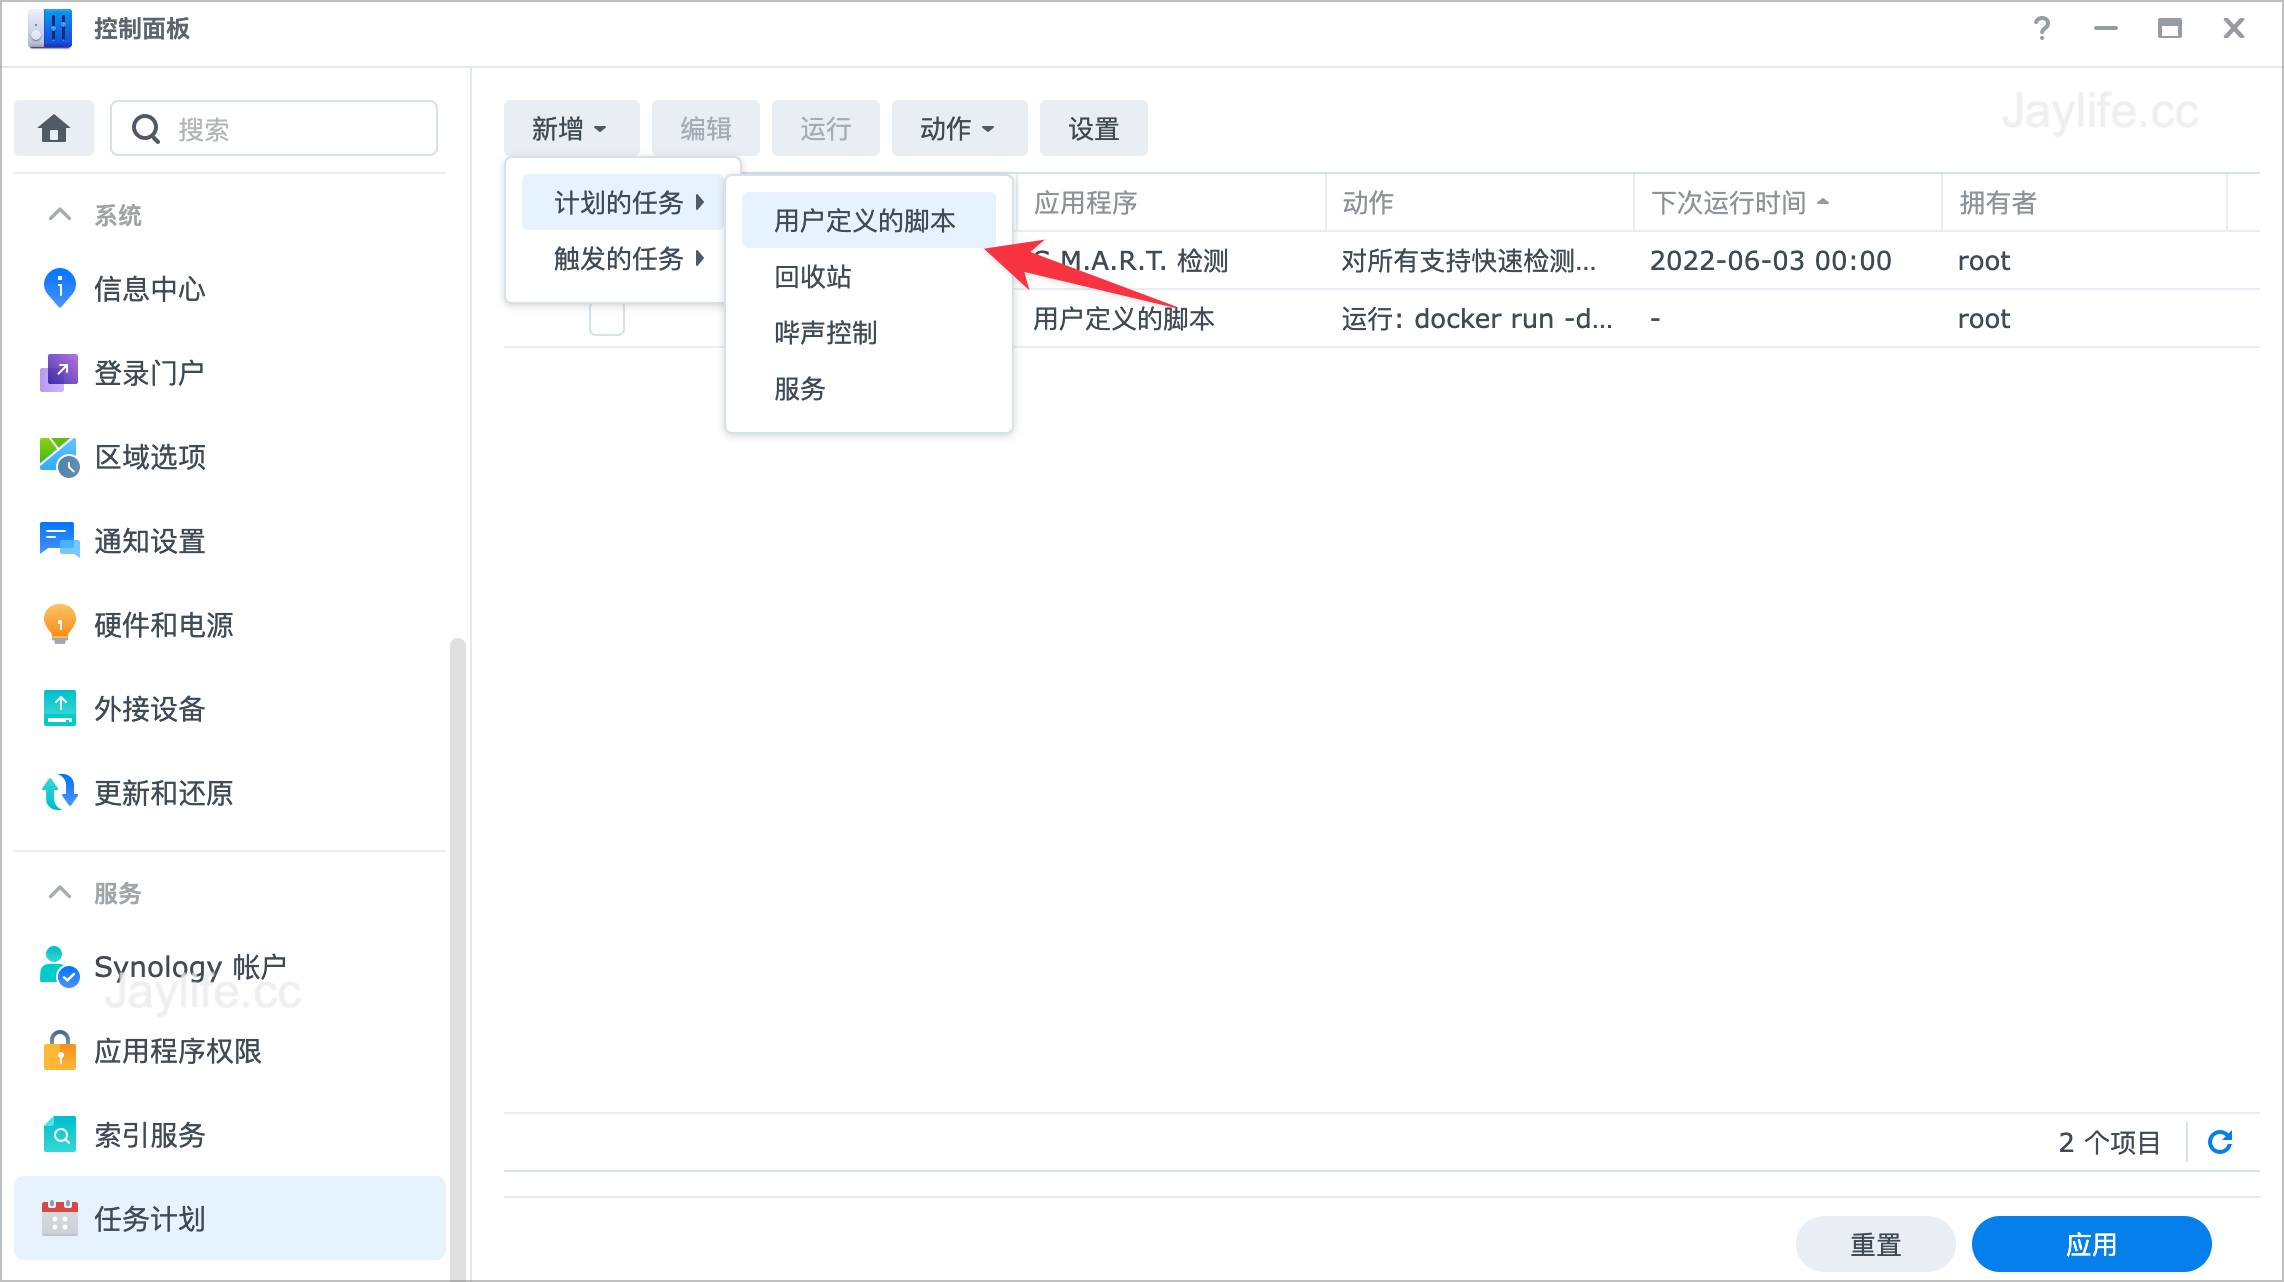 控制面板
搜索
新增
编辑
运行
动作
设置
Jaylife.cc
计划的任务
触发的任务
用户定义的脚本
回收站
哔声控制
服务
应用程序
动作
下次运行时间
拥有者
S.M.A.R.T. 检测
对所有支持快速检测...
2022-06-03 00:00
root
用户定义的脚本
运行: docker run -d...
-
root
系统
信息中心
登录门户
区域选项
通知设置
硬件和电源
外接设备
更新和还原
服务
Synology 帐户
Jaylife.cc
应用程序权限
索引服务
任务计划
2 个项目
重置
应用